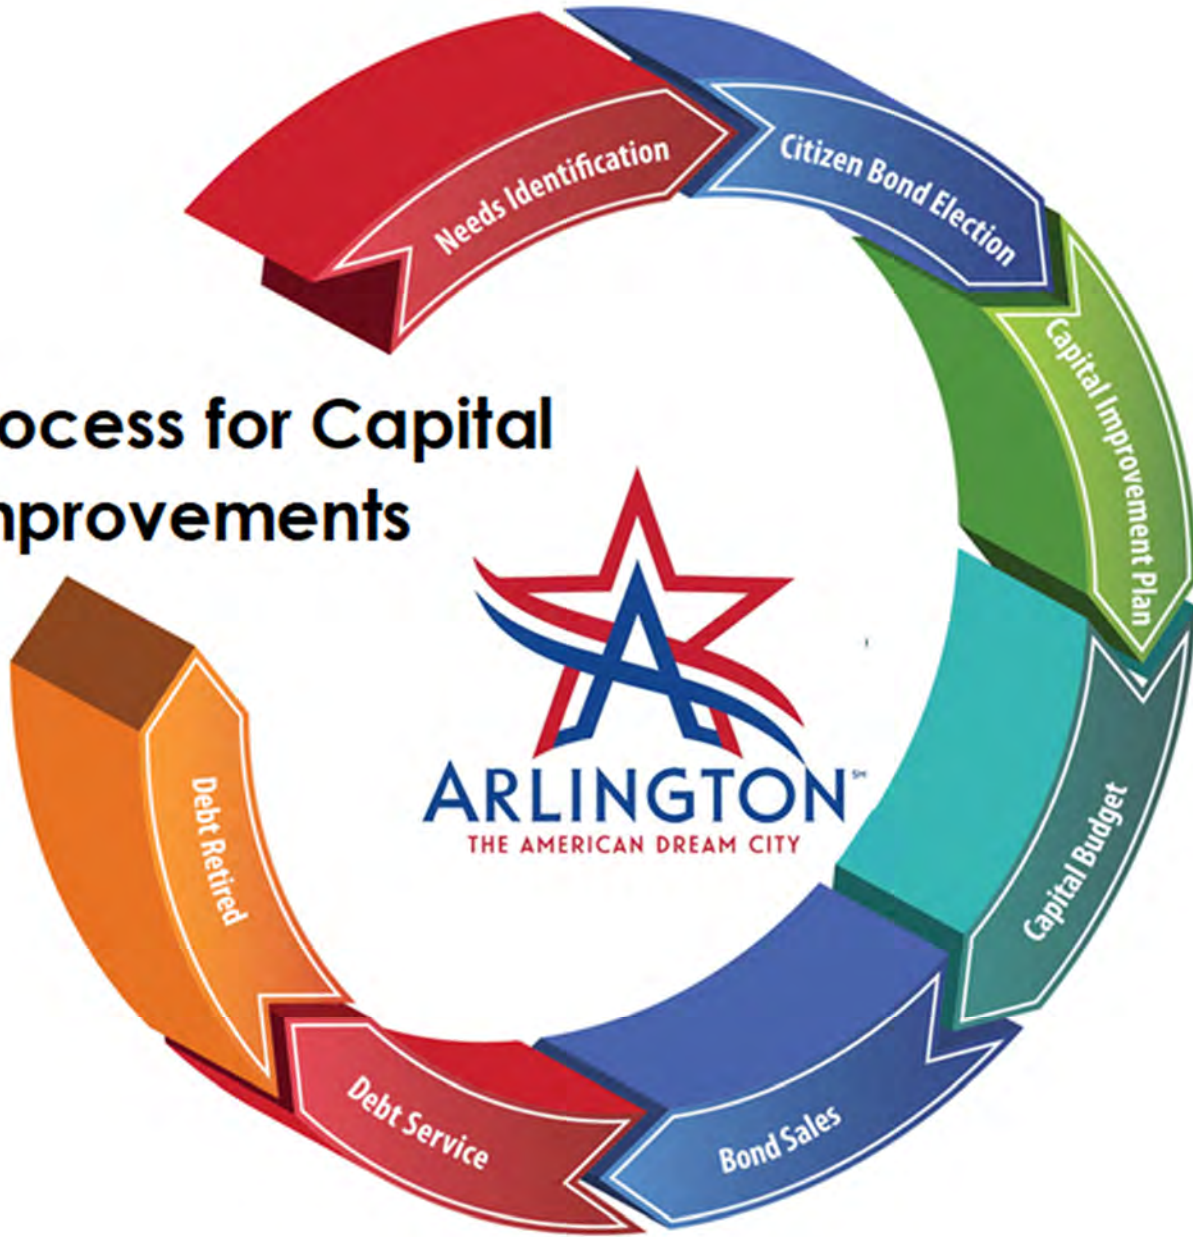 Needs Identification
Citizen Bond Election
Capital Improvement Plan
ocess for Capital
nprovements
ARLINGTON℠
THE AMERICAN DREAM CITY
Capital Budget
Debt Retired
Debt Service
Bond Sales